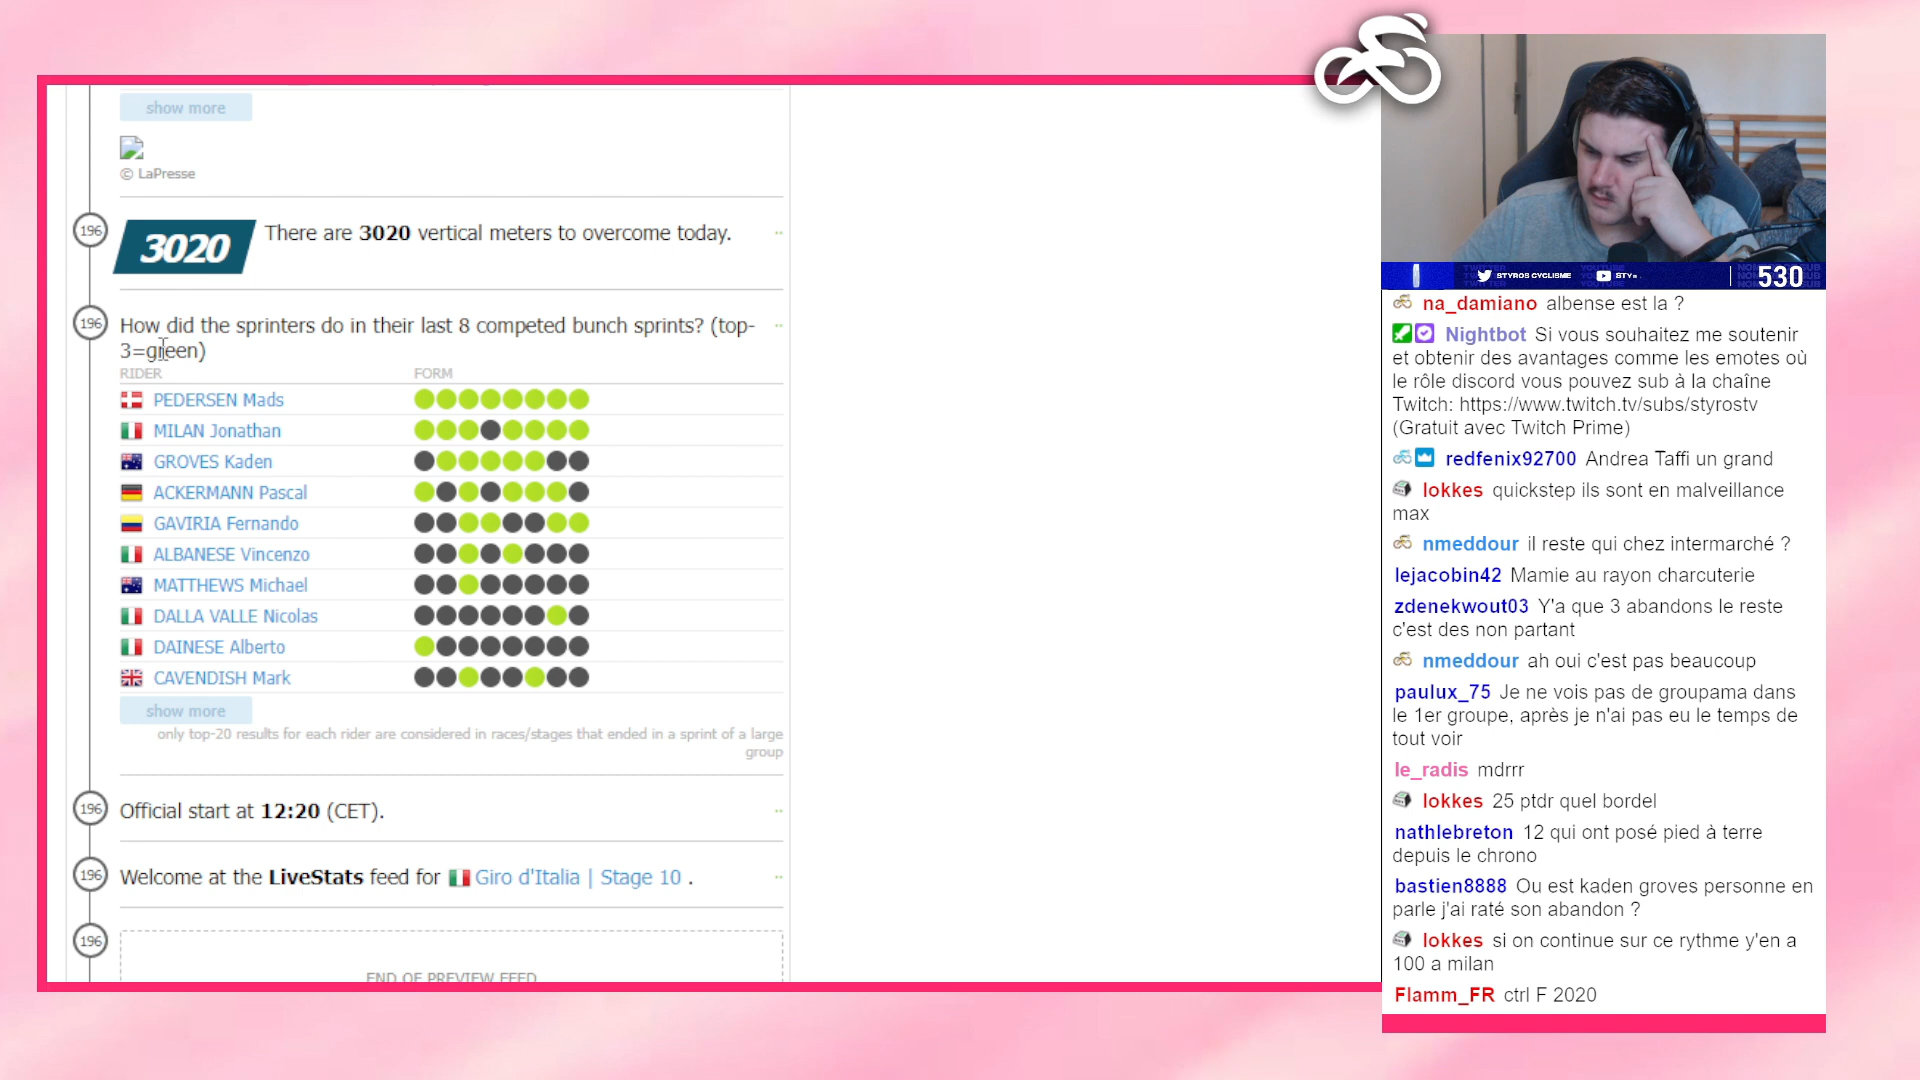 show more
© LaPresse
196
3020
There are 3020 vertical meters to overcome today.
196
How did the sprinters do in their last 8 competed bunch sprints? (top-
3=green)
RIDER FORM
PEDERSEN Mads
MILAN Jonathan
GROVES Kaden
ACKERMANN Pascal
GAVIRIA Fernando
ALBANESE Vincenzo
MATTHEWS Michael
DALLA VALLE Nicolas
DAINESE Alberto
CAVENDISH Mark
show more
only top-20 results for each rider are considered in races/stages that ended in a sprint of a large
group
196
Official start at 12:20 (CET).
196
Welcome at the LiveStats feed for Giro d'Italia | Stage 10 .
196
END OF PREVIEW FEED
STYROS CYCLISME
STY
530
na_damiano albense est la ?
Nightbot Si vous souhaitez me soutenir
et obtenir des avantages comme les emotes où
le rôle discord vous pouvez sub à la chaîne
Twitch: https://www.twitch.tv/subs/styrostv
(Gratuit avec Twitch Prime)
redfenix92700 Andrea Taffi un grand
lokkes quickstep ils sont en malveillance
max
nmeddour il reste qui chez intermarché ?
lejacobin42 Mamie au rayon charcuterie
zdenekwout03 Y'a que 3 abandons le reste
c'est des non partant
nmeddour ah oui c'est pas beaucoup
paulux_75 Je ne vois pas de groupama dans
le 1er groupe, après je n'ai pas eu le temps de
tout voir
le_radis mdrrr
lokkes 25 ptdr quel bordel
nathlebreton 12 qui ont posé pied à terre
depuis le chrono
bastien8888 Ou est kaden groves personne en
parle j'ai raté son abandon ?
lokkes si on continue sur ce rythme y'en a
100 a milan
Flamm_FR ctrl F 2020